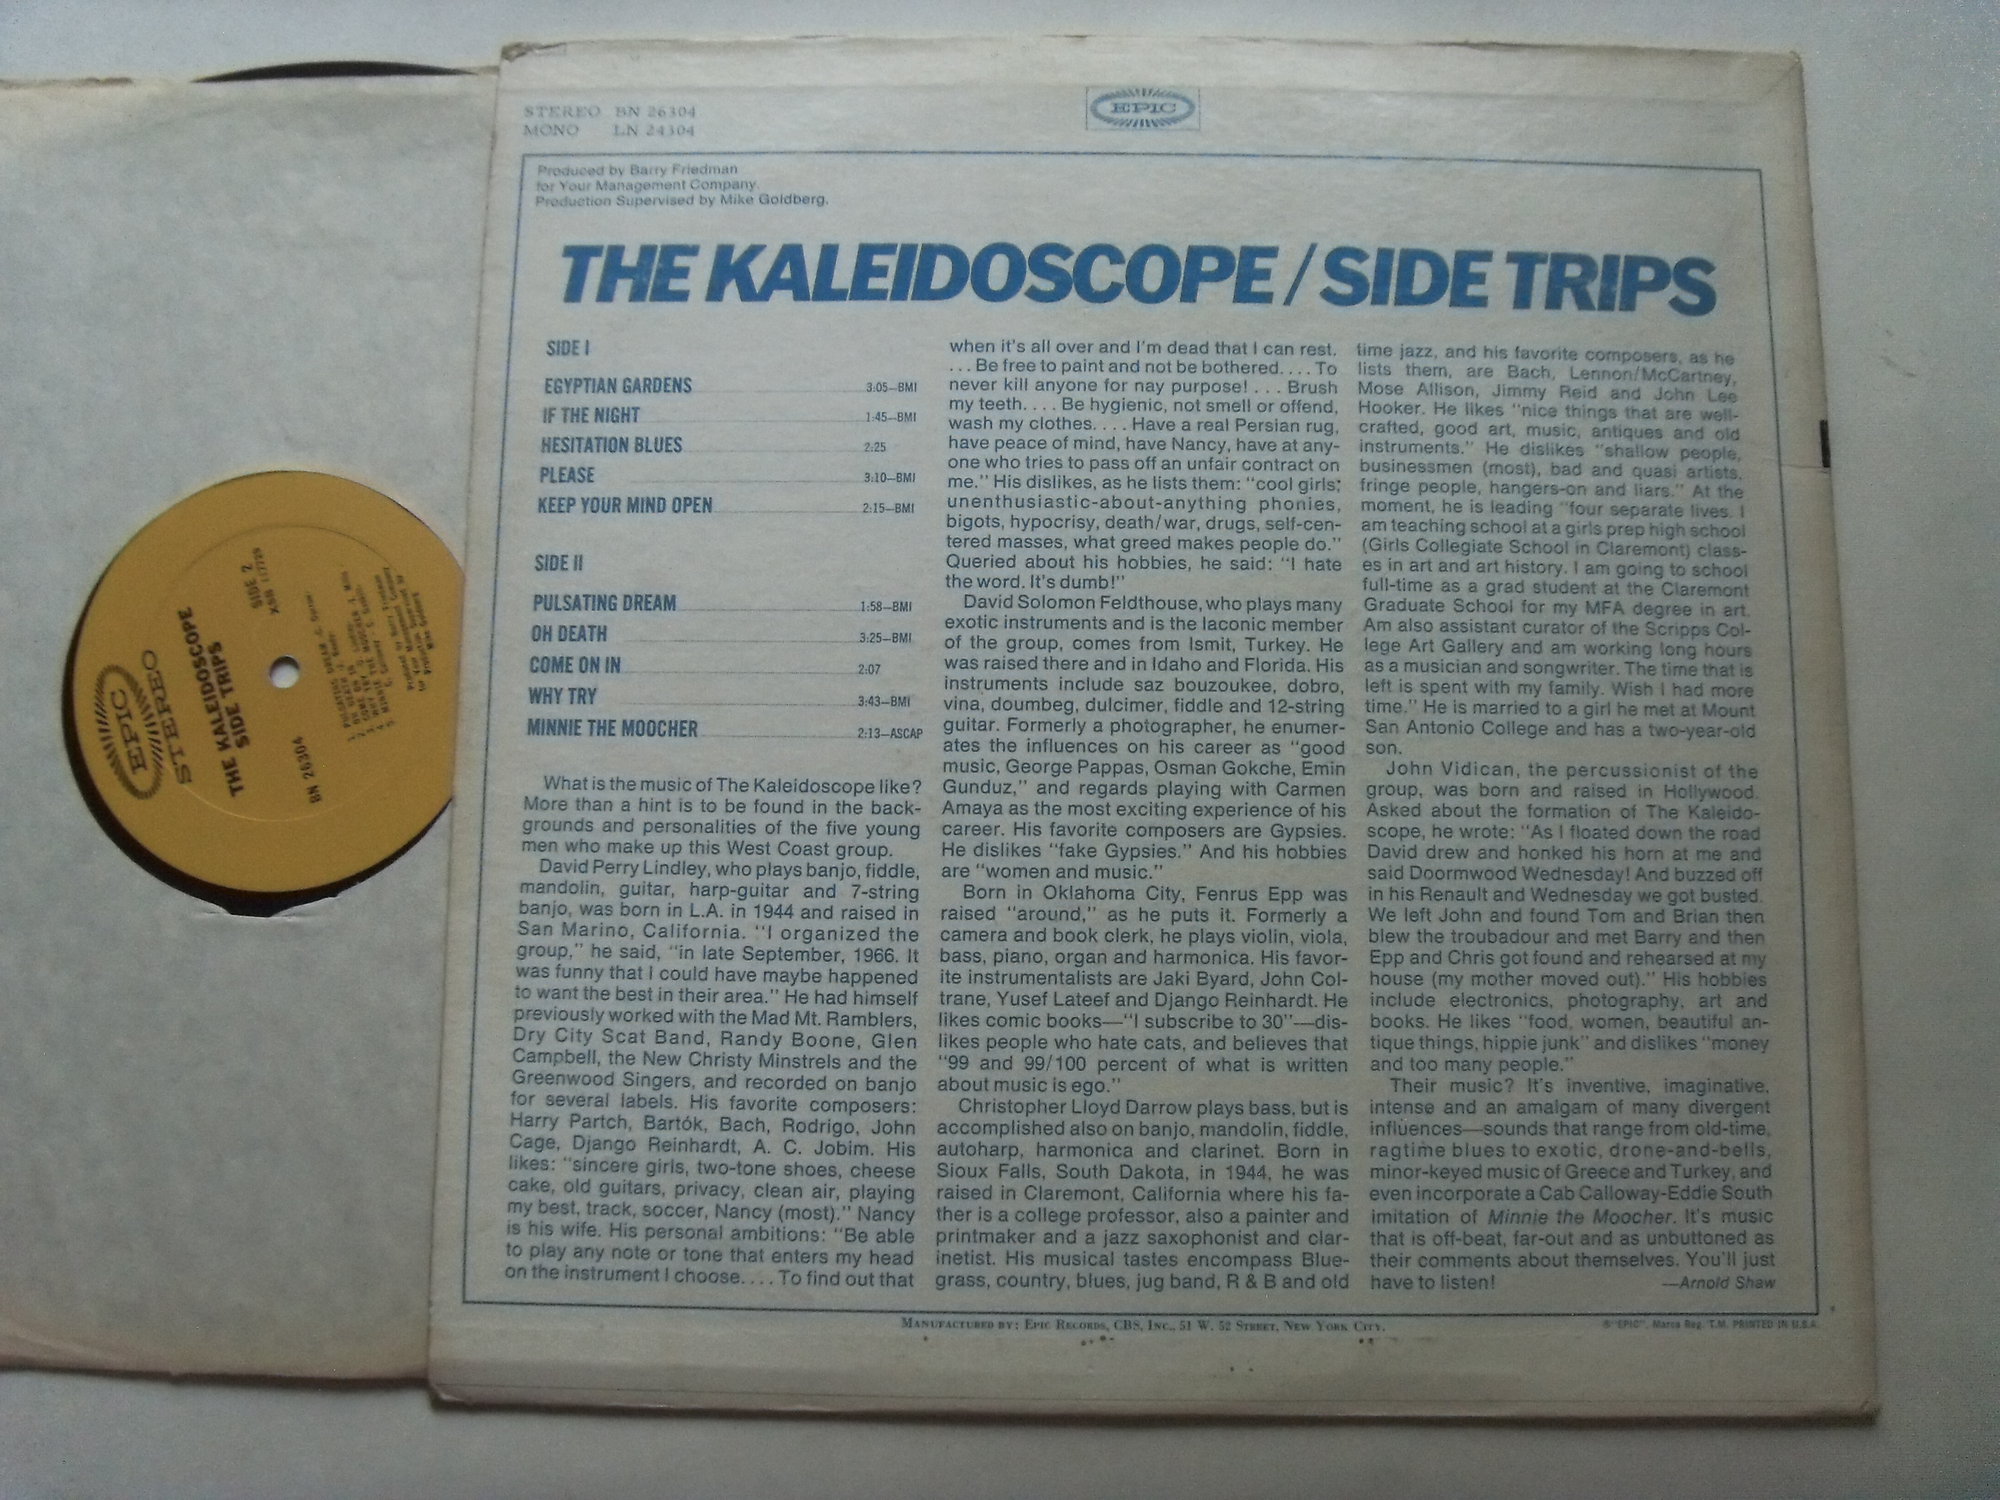 STEREO BN 26304
MONO LN 24304
EPIC
Produced by Barry Friedman
for Your Management Company.
Production Supervised by Mike Goldberg.
THE KALEIDOSCOPE / SIDE TRIPS
SIDE I
EGYPTIAN GARDENS 3:05—BMI
IF THE NIGHT 1:45—BMI
HESITATION BLUES 2:25
PLEASE 3:10—BMI
KEEP YOUR MIND OPEN 2:15—BMI
SIDE II
PULSATING DREAM 1:58—BMI
OH DEATH 3:25—BMI
COME ON IN 2:07
WHY TRY 3:43—BMI
MINNIE THE MOOCHER 2:13—ASCAP
What is the music of The Kaleidoscope like?
More than a hint is to be found in the back-
grounds and personalities of the five young
men who make up this West Coast group.
David Perry Lindley, who plays banjo, fiddle,
mandolin, guitar, harp-guitar and 7-string
banjo, was born in L.A. in 1944 and raised in
San Marino, California. "I organized the
group," he said, "in late September, 1966. It
was funny that I could have maybe happened
to want the best in their area." He had himself
previously worked with the Mad Mt. Ramblers,
Dry City Scat Band, Randy Boone, Glen
Campbell, the New Christy Minstrels and the
Greenwood Singers, and recorded on banjo
for several labels. His favorite composers:
Harry Partch, Bartók, Bach, Rodrigo, John
Cage, Django Reinhardt, A. C. Jobim. His
likes: "sincere girls, two-tone shoes, cheese
cake, old guitars, privacy, clean air, playing
my best, track, soccer, Nancy (most)." Nancy
is his wife. His personal ambitions: "Be able
to play any note or tone that enters my head
on the instrument I choose. . . . To find out that
when it's all over and I'm dead that I can rest.
. . . Be free to paint and not be bothered. . . . To
never kill anyone for nay purpose! . . . Brush
my teeth. . . . Be hygienic, not smell or offend,
wash my clothes. . . . Have a real Persian rug,
have peace of mind, have Nancy, have at any-
one who tries to pass off an unfair contract on
me." His dislikes, as he lists them: "cool girls;
unenthusiastic-about-anything phonies,
bigots, hypocrisy, death/war, drugs, self-cen-
tered masses, what greed makes people do."
Queried about his hobbies, he said: "I hate
the word. It's dumb!"
David Solomon Feldthouse, who plays many
exotic instruments and is the laconic member
of the group, comes from Ismit, Turkey. He
was raised there and in Idaho and Florida. His
instruments include saz bouzoukee, dobro,
vina, doumbeg, dulcimer, fiddle and 12-string
guitar. Formerly a photographer, he enumer-
ates the influences on his career as "good
music, George Pappas, Osman Gokche, Emin
Gunduz," and regards playing with Carmen
Amaya as the most exciting experience of his
career. His favorite composers are Gypsies.
He dislikes "fake Gypsies." And his hobbies
are "women and music."
Born in Oklahoma City, Fenrus Epp was
raised "around," as he puts it. Formerly a
camera and book clerk, he plays violin, viola,
bass, piano, organ and harmonica. His favor-
ite instrumentalists are Jaki Byard, John Col-
trane, Yusef Lateef and Django Reinhardt. He
likes comic books—"I subscribe to 30"—dis-
likes people who hate cats, and believes that
"99 and 99/100 percent of what is written
about music is ego."
Christopher Lloyd Darrow plays bass, but is
accomplished also on banjo, mandolin, fiddle,
autoharp, harmonica and clarinet. Born in
Sioux Falls, South Dakota, in 1944, he was
raised in Claremont, California where his fa-
ther is a college professor, also a painter and
printmaker and a jazz saxophonist and clar-
inetist. His musical tastes encompass Blue-
grass, country, blues, jug band, R & B and old
time jazz, and his favorite composers, as he
lists them, are Bach, Lennon/McCartney,
Mose Allison, Jimmy Reid and John Lee
Hooker. He likes "nice things that are well-
crafted, good art, music, antiques and old
instruments." He dislikes "shallow people,
businessmen (most), bad and quasi artists,
fringe people, hangers-on and liars." At the
moment, he is leading "four separate lives. I
am teaching school at a girls prep high school
(Girls Collegiate School in Claremont) class-
es in art and art history. I am going to school
full-time as a grad student at the Claremont
Graduate School for my MFA degree in art.
Am also assistant curator of the Scripps Col-
lege Art Gallery and am working long hours
as a musician and songwriter. The time that is
left is spent with my family. Wish I had more
time." He is married to a girl he met at Mount
San Antonio College and has a two-year-old
son.
John Vidican, the percussionist of the
group, was born and raised in Hollywood.
Asked about the formation of The Kaleido-
scope, he wrote: "As I floated down the road
David drew and honked his horn at me and
said Doormwood Wednesday! And buzzed off
in his Renault and Wednesday we got busted.
We left John and found Tom and Brian then
blew the troubadour and met Barry and then
Epp and Chris got found and rehearsed at my
house (my mother moved out)." His hobbies
include electronics, photography, art and
books. He likes "food, women, beautiful an-
tique things, hippie junk" and dislikes "money
and too many people."
Their music? It's inventive, imaginative,
intense and an amalgam of many divergent
influences—sounds that range from old-time,
ragtime blues to exotic, drone-and-bells,
minor-keyed music of Greece and Turkey, and
even incorporate a Cab Calloway-Eddie South
imitation of Minnie the Moocher. It's music
that is off-beat, far-out and as unbuttoned as
their comments about themselves. You'll just
have to listen!
—Arnold Shaw
Manufactured by: Epic Records, CBS, Inc., 51 W. 52 Street, New York City.
®"EPIC", Marca Reg. T.M. PRINTED IN U.S.A.
EPIC
STEREO
THE KALEIDOSCOPE
SIDE TRIPS
SIDE 2
BN 26304